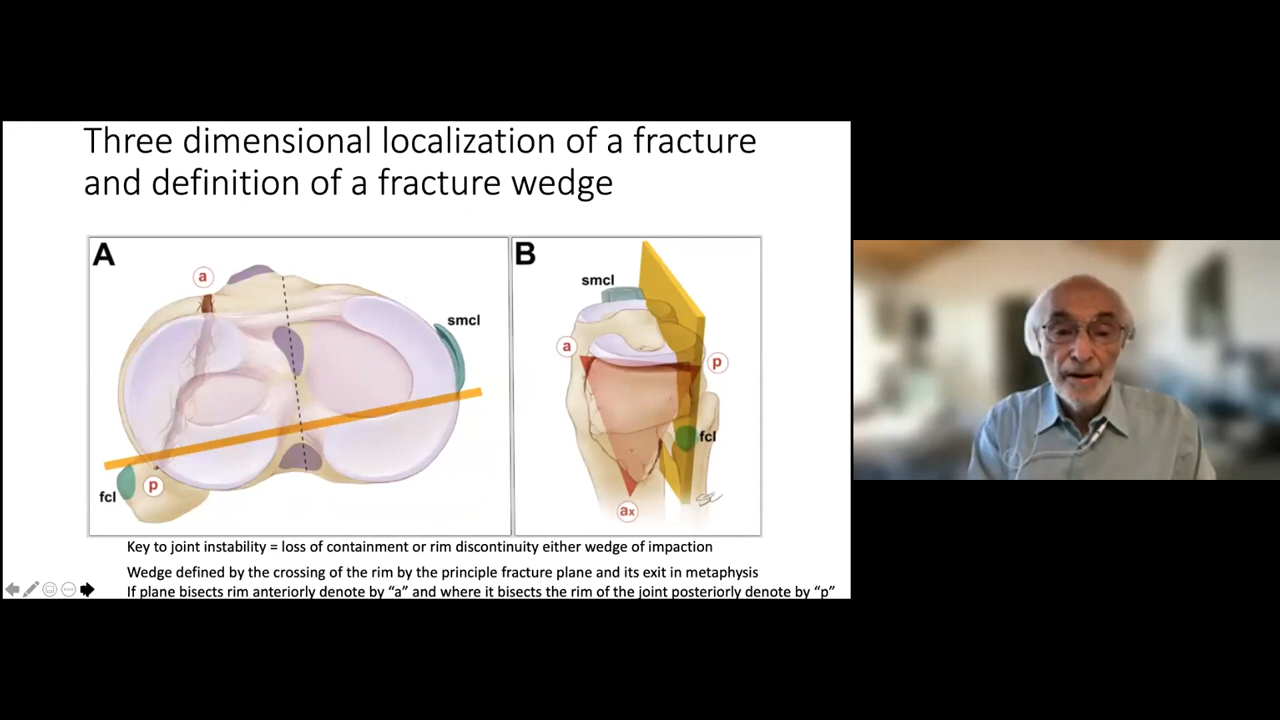 Three dimensional localization of a fracture
and definition of a fracture wedge
A
a
smcl
fcl
p
B
smcl
a
p
fcl
ax
Key to joint instability = loss of containment or rim discontinuity either wedge of impaction
Wedge defined by the crossing of the rim by the principle fracture plane and its exit in metaphysis
If plane bisects rim anteriorly denote by “a” and where it bisects the rim of the joint posteriorly denote by “p”